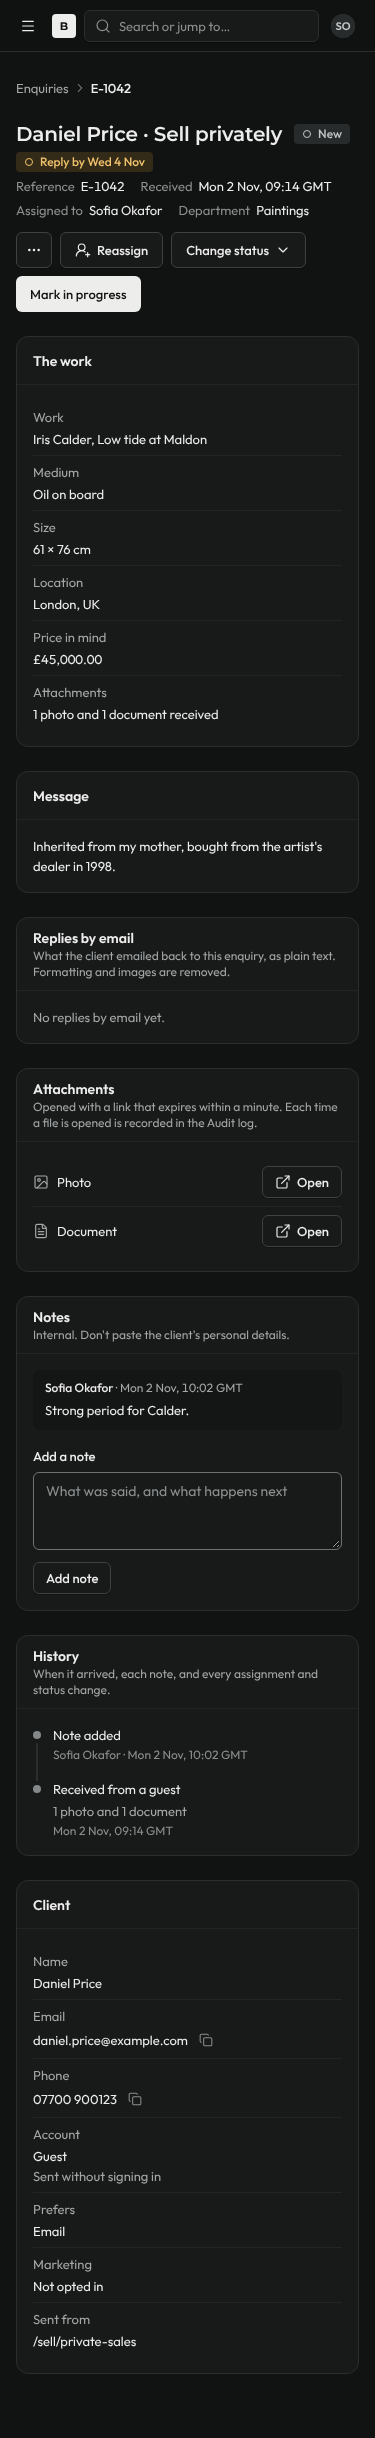 B
Search or jump to...
SO
Enquiries
E-1042
Daniel Price · Sell privately
New
Reply by Wed 4 Nov
Reference E-1042 Received Mon 2 Nov, 09:14 GMT
Assigned to Sofia Okafor Department Paintings
Reassign
Change status
Mark in progress
The work
Work
Iris Calder, Low tide at Maldon
Medium
Oil on board
Size
61 × 76 cm
Location
London, UK
Price in mind
£45,000.00
Attachments
1 photo and 1 document received
Message
Inherited from my mother, bought from the artist's
dealer in 1998.
Replies by email
What the client emailed back to this enquiry, as plain text.
Formatting and images are removed.
No replies by email yet.
Attachments
Opened with a link that expires within a minute. Each time
a file is opened is recorded in the Audit log.
Photo
Open
Document
Open
Notes
Internal. Don't paste the client's personal details.
Sofia Okafor · Mon 2 Nov, 10:02 GMT
Strong period for Calder.
Add a note
What was said, and what happens next
Add note
History
When it arrived, each note, and every assignment and
status change.
Note added
Sofia Okafor · Mon 2 Nov, 10:02 GMT
Received from a guest
1 photo and 1 document
Mon 2 Nov, 09:14 GMT
Client
Name
Daniel Price
Email
daniel.price@example.com
Phone
07700 900123
Account
Guest
Sent without signing in
Prefers
Email
Marketing
Not opted in
Sent from
/sell/private-sales